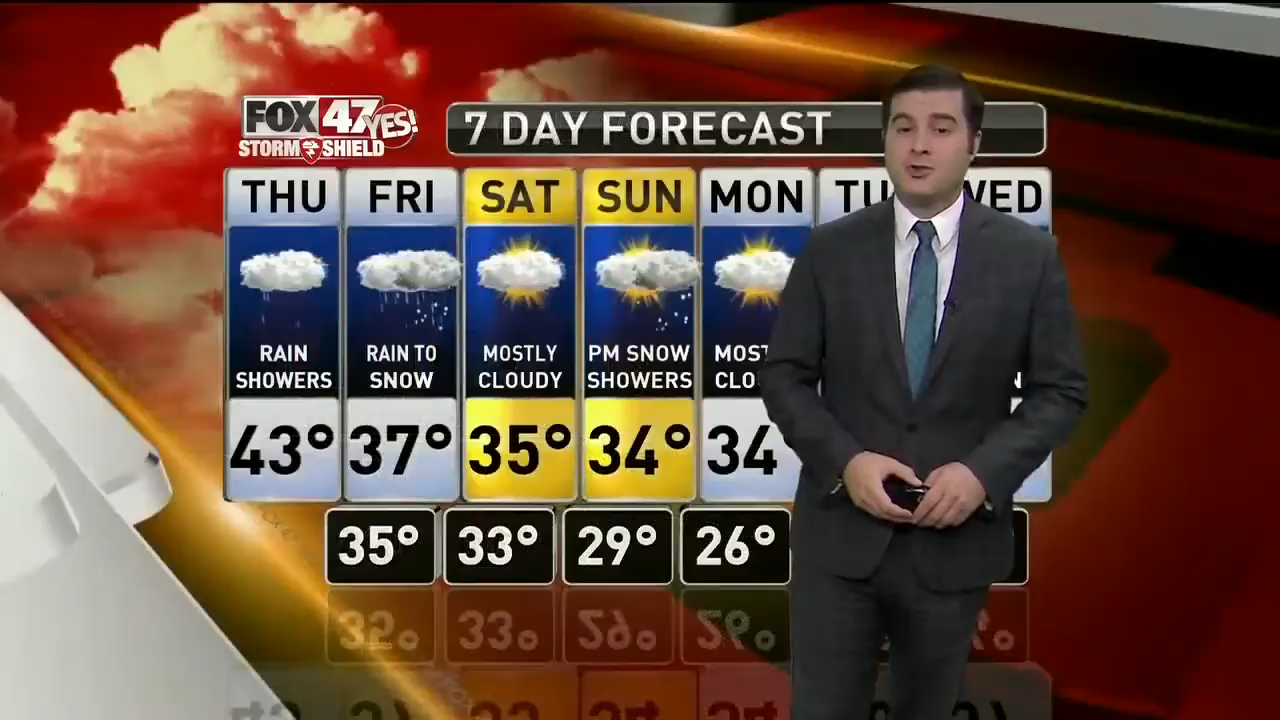 FOX 47 YES!
STORM SHIELD
7 DAY FORECAST
THU FRI SAT SUN MON
RAIN SHOWERS
RAIN TO SNOW
MOSTLY CLOUDY
PM SNOW SHOWERS
43° 37° 35° 34° 34
35° 33° 29° 26°